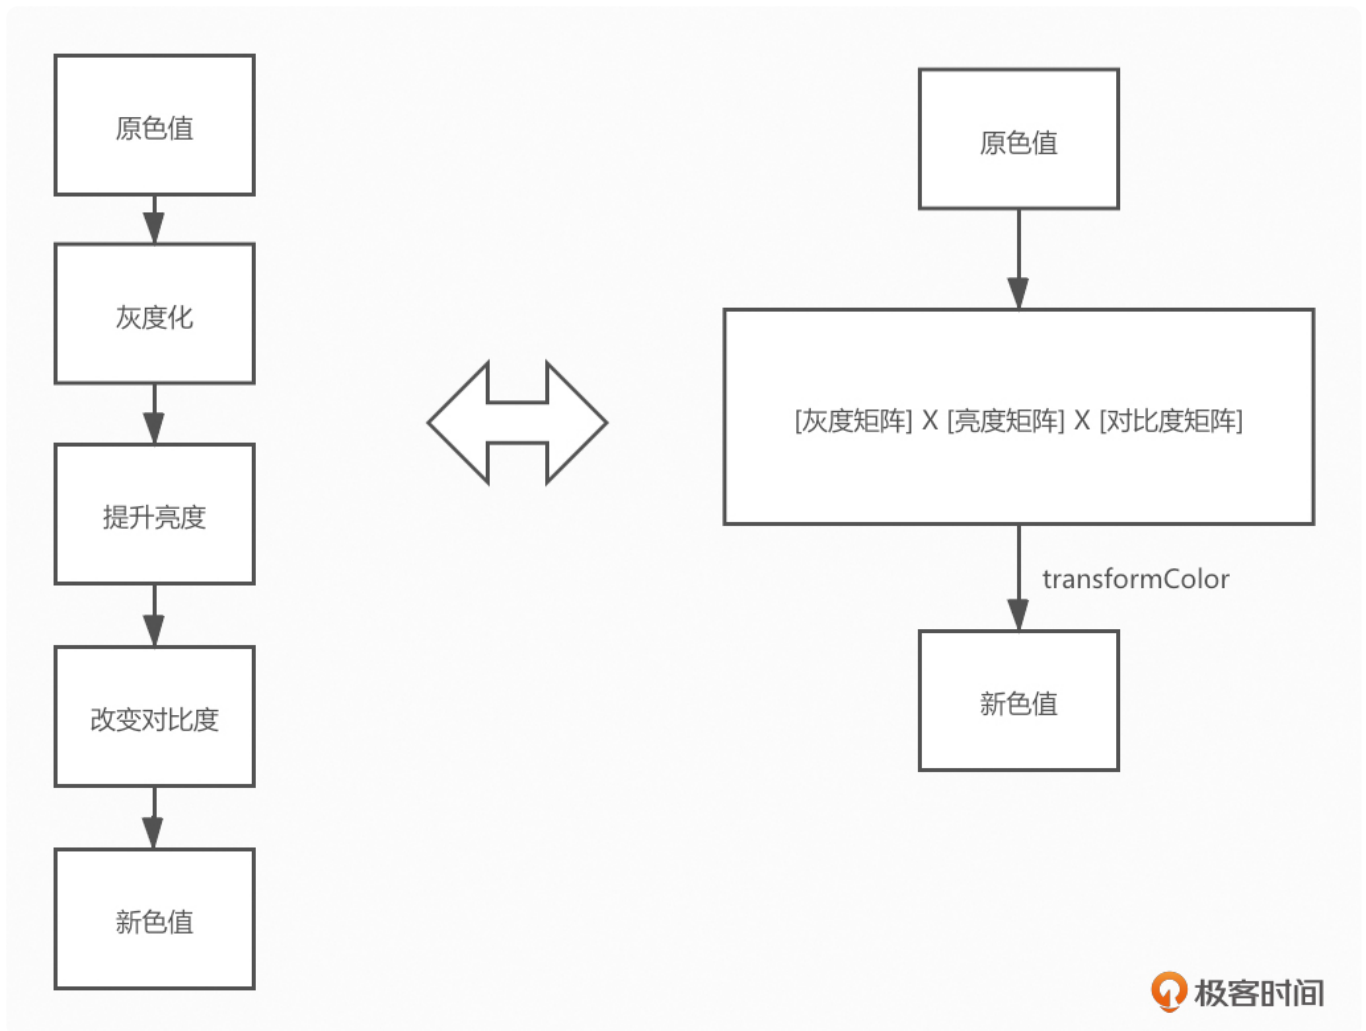 原色值
灰度化
提升亮度
改变对比度
新色值
原色值
[灰度矩阵] X [亮度矩阵] X [对比度矩阵]
transformColor
新色值
极客时间